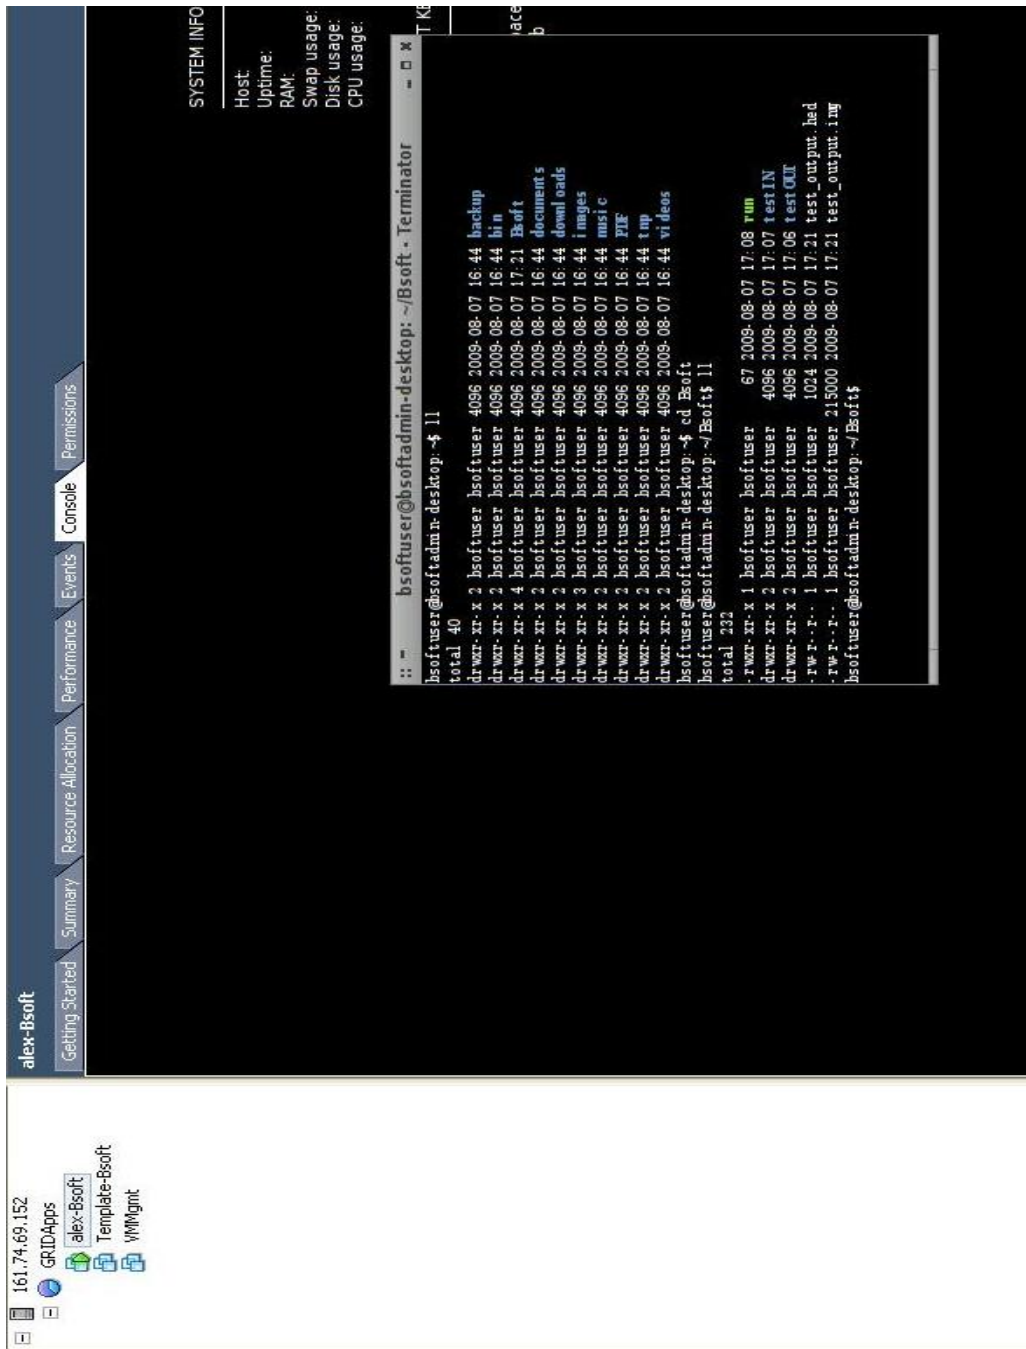 161.74.69.152
GRIDApps
alex-Bsoft
Template-Bsoft
VMMgmt
alex-Bsoft
Getting Started
Summary
Resource Allocation
Performance
Events
Console
Permissions
SYSTEM INFO
Host:
Uptime:
RAM:
Swap usage:
Disk usage:
CPU usage:
T KE
ace
b
bsoftuser@bsoftadmin-desktop: ~/Bsoft - Terminator
bsoftuser@bsoftadmin-desktop:~$ ll
total 40
drwxr-xr-x 2 bsoftuser bsoftuser 4096 2009-08-07 16:44 backup
drwxr-xr-x 2 bsoftuser bsoftuser 4096 2009-08-07 16:44 bin
drwxr-xr-x 4 bsoftuser bsoftuser 4096 2009-08-07 17:21 Bsoft
drwxr-xr-x 2 bsoftuser bsoftuser 4096 2009-08-07 16:44 documents
drwxr-xr-x 2 bsoftuser bsoftuser 4096 2009-08-07 16:44 downloads
drwxr-xr-x 3 bsoftuser bsoftuser 4096 2009-08-07 16:44 images
drwxr-xr-x 2 bsoftuser bsoftuser 4096 2009-08-07 16:44 music
drwxr-xr-x 2 bsoftuser bsoftuser 4096 2009-08-07 16:44 PDF
drwxr-xr-x 2 bsoftuser bsoftuser 4096 2009-08-07 16:44 tmp
drwxr-xr-x 2 bsoftuser bsoftuser 4096 2009-08-07 16:44 videos
bsoftuser@bsoftadmin-desktop:~$ cd Bsoft
bsoftuser@bsoftadmin-desktop:~/Bsoft$ ll
total 232
-rwxr-xr-x 1 bsoftuser bsoftuser 67 2009-08-07 17:08 run
drwxr-xr-x 2 bsoftuser bsoftuser 4096 2009-08-07 17:07 testIN
drwxr-xr-x 2 bsoftuser bsoftuser 4096 2009-08-07 17:06 testOUT
-rw-r--r-- 1 bsoftuser bsoftuser 1024 2009-08-07 17:21 test_output.hed
-rw-r--r-- 1 bsoftuser bsoftuser 215000 2009-08-07 17:21 test_output.img
bsoftuser@bsoftadmin-desktop:~/Bsoft$